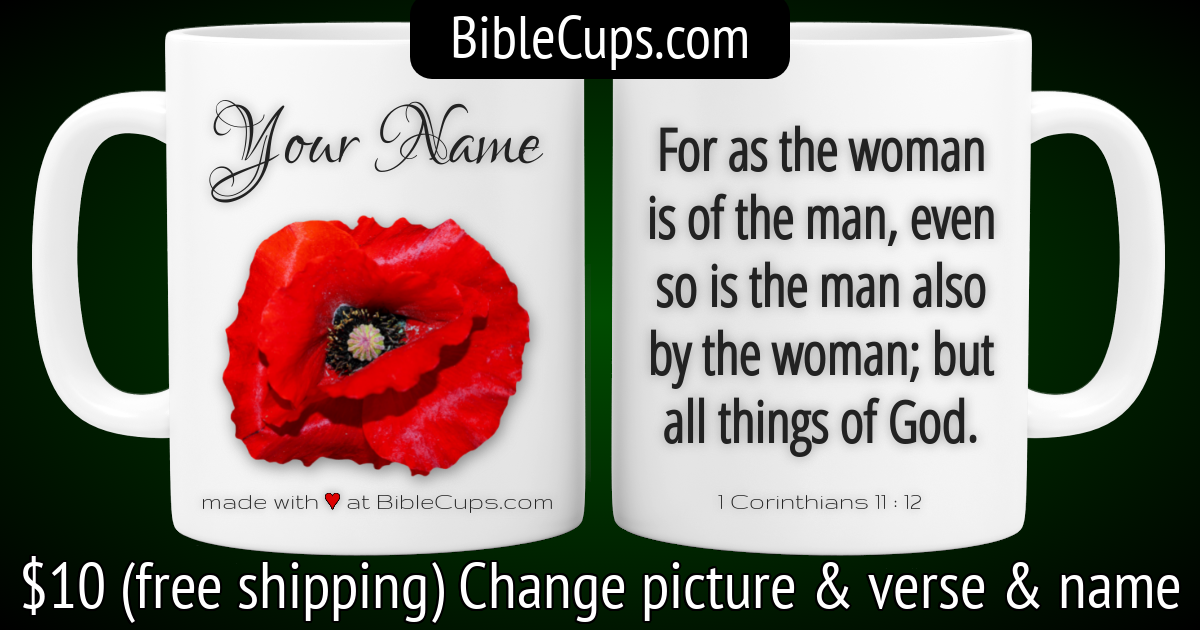 BibleCups.com
Your Name
made with ♥ at BibleCups.com
For as the woman
is of the man, even
so is the man also
by the woman; but
all things of God.
1 Corinthians 11 : 12
$10 (free shipping) Change picture & verse & name